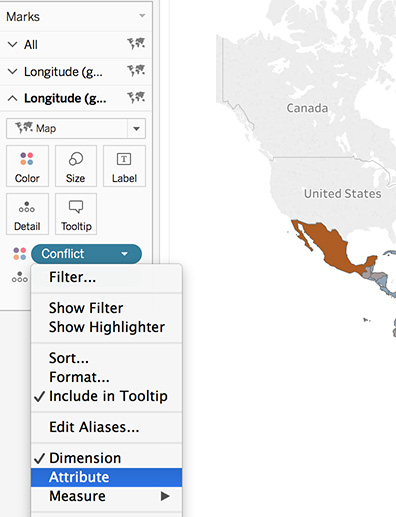 Marks
All
Longitude (g...
Longitude (g...
Map
Color
Size
Label
Detail
Tooltip
Conflict
Filter...
Show Filter
Show Highlighter
Sort...
Format...
✓ Include in Tooltip
Edit Aliases...
✓ Dimension
Attribute
Measure
Canada
United States